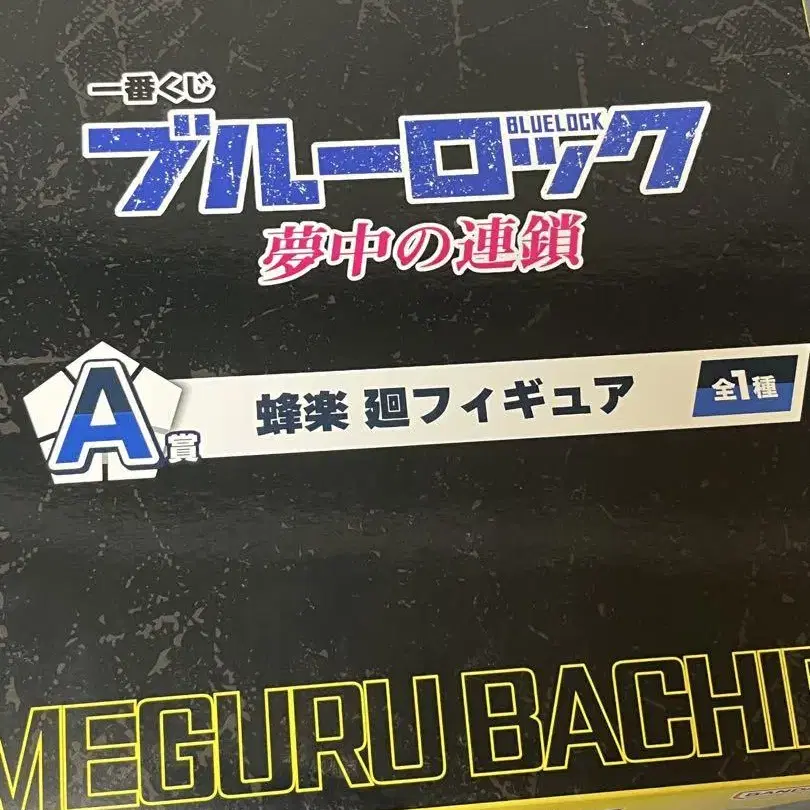 一番くじ
ブルーロック
BLUELOCK
夢中の連鎖
A賞
蜂楽 廻フィギュア
全1種
MEGURU BACHI